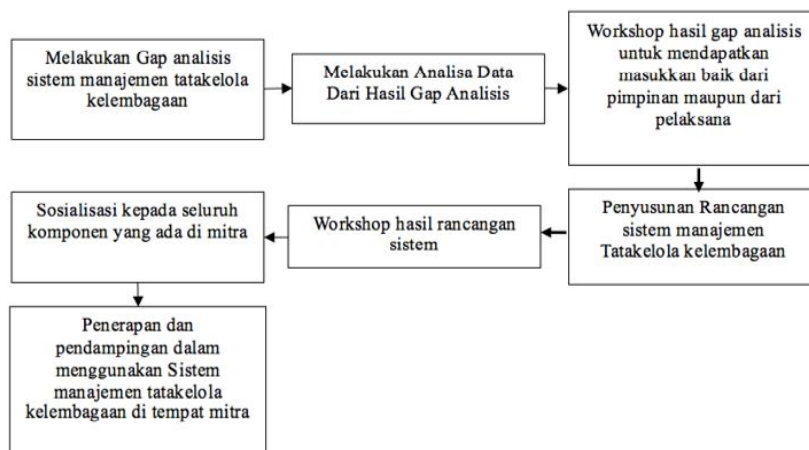 Melakukan Gap analisis
sistem manajemen tatakelola
kelembagaan
Melakukan Analisa Data
Dari Hasil Gap Analisis
Workshop hasil gap analisis
untuk mendapatkan
masukkan baik dari
pimpinan maupun dari
pelaksana
Penyusunan Rancangan
sistem manajemen
Tatakelola kelembagaan
Workshop hasil rancangan
sistem
Sosialisasi kepada seluruh
komponen yang ada di mitra
Penerapan dan
pendampingan dalam
menggunakan Sistem
manajemen tatakelola
kelembagaan di tempat mitra